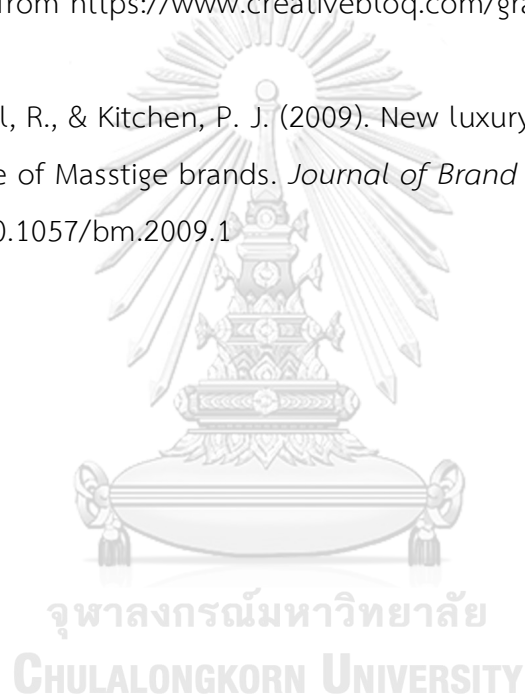 from https://www.creativebloq.com/gra
l, R., & Kitchen, P. J. (2009). New luxury
e of Masstige brands. Journal of Brand
0.1057/bm.2009.1
จุฬาลงกรณ์มหาวิทยาลัย
CHULALONGKORN UNIVERSITY